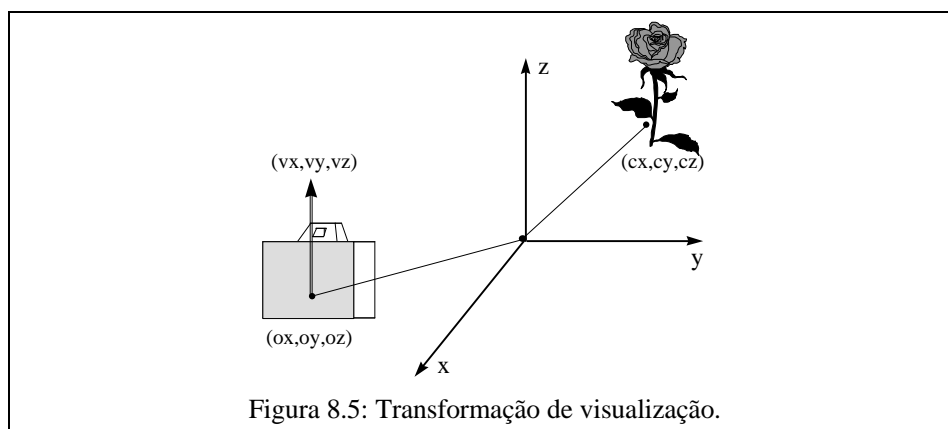 z
(vx,vy,vz)
(cx,cy,cz)
y
(ox,oy,oz)
x
Figura 8.5: Transformação de visualização.